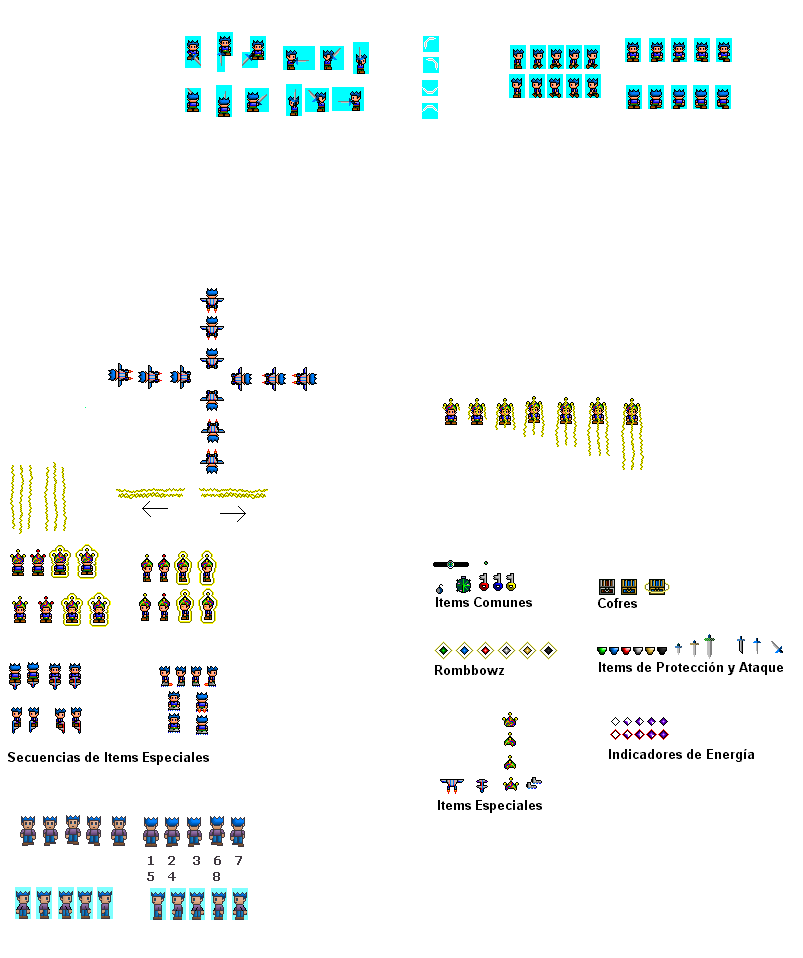 Items Comunes
Cofres
Rombbowz
Items de Protección y Ataque
Secuencias de Items Especiales
Indicadores de Energía
Items Especiales
1 2 3 6 7
5 4 8